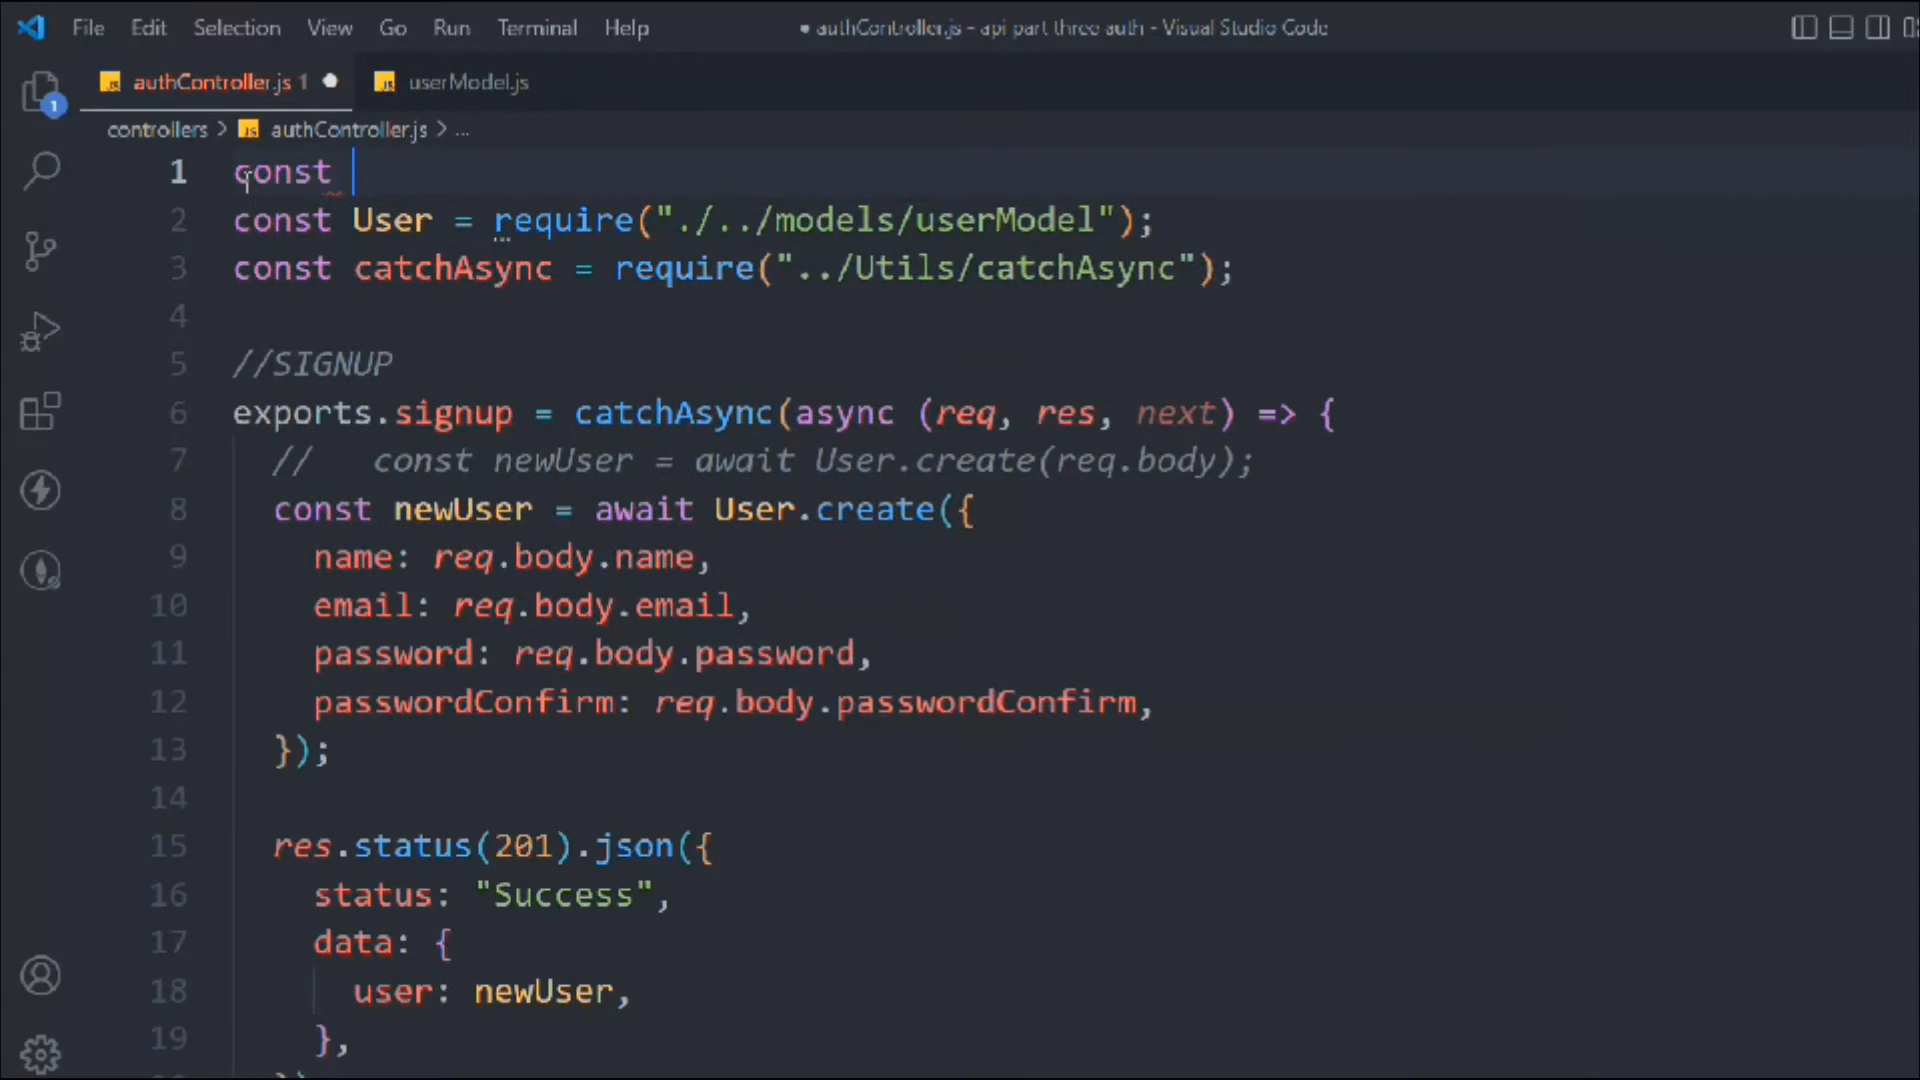 File Edit Selection View Go Run Terminal Help
● authController.js - api part three auth - Visual Studio Code
authController.js 1 ● userModel.js
controllers > authController.js > ...
1
1 const
2 const User = require("./../models/userModel");
3 const catchAsync = require("../Utils/catchAsync");
4
5 //SIGNUP
6 exports.signup = catchAsync(async (req, res, next) => {
7 // const newUser = await User.create(req.body);
8 const newUser = await User.create({
9 name: req.body.name,
10 email: req.body.email,
11 password: req.body.password,
12 passwordConfirm: req.body.passwordConfirm,
13 });
14
15 res.status(201).json({
16 status: "Success",
17 data: {
18 user: newUser,
19 },